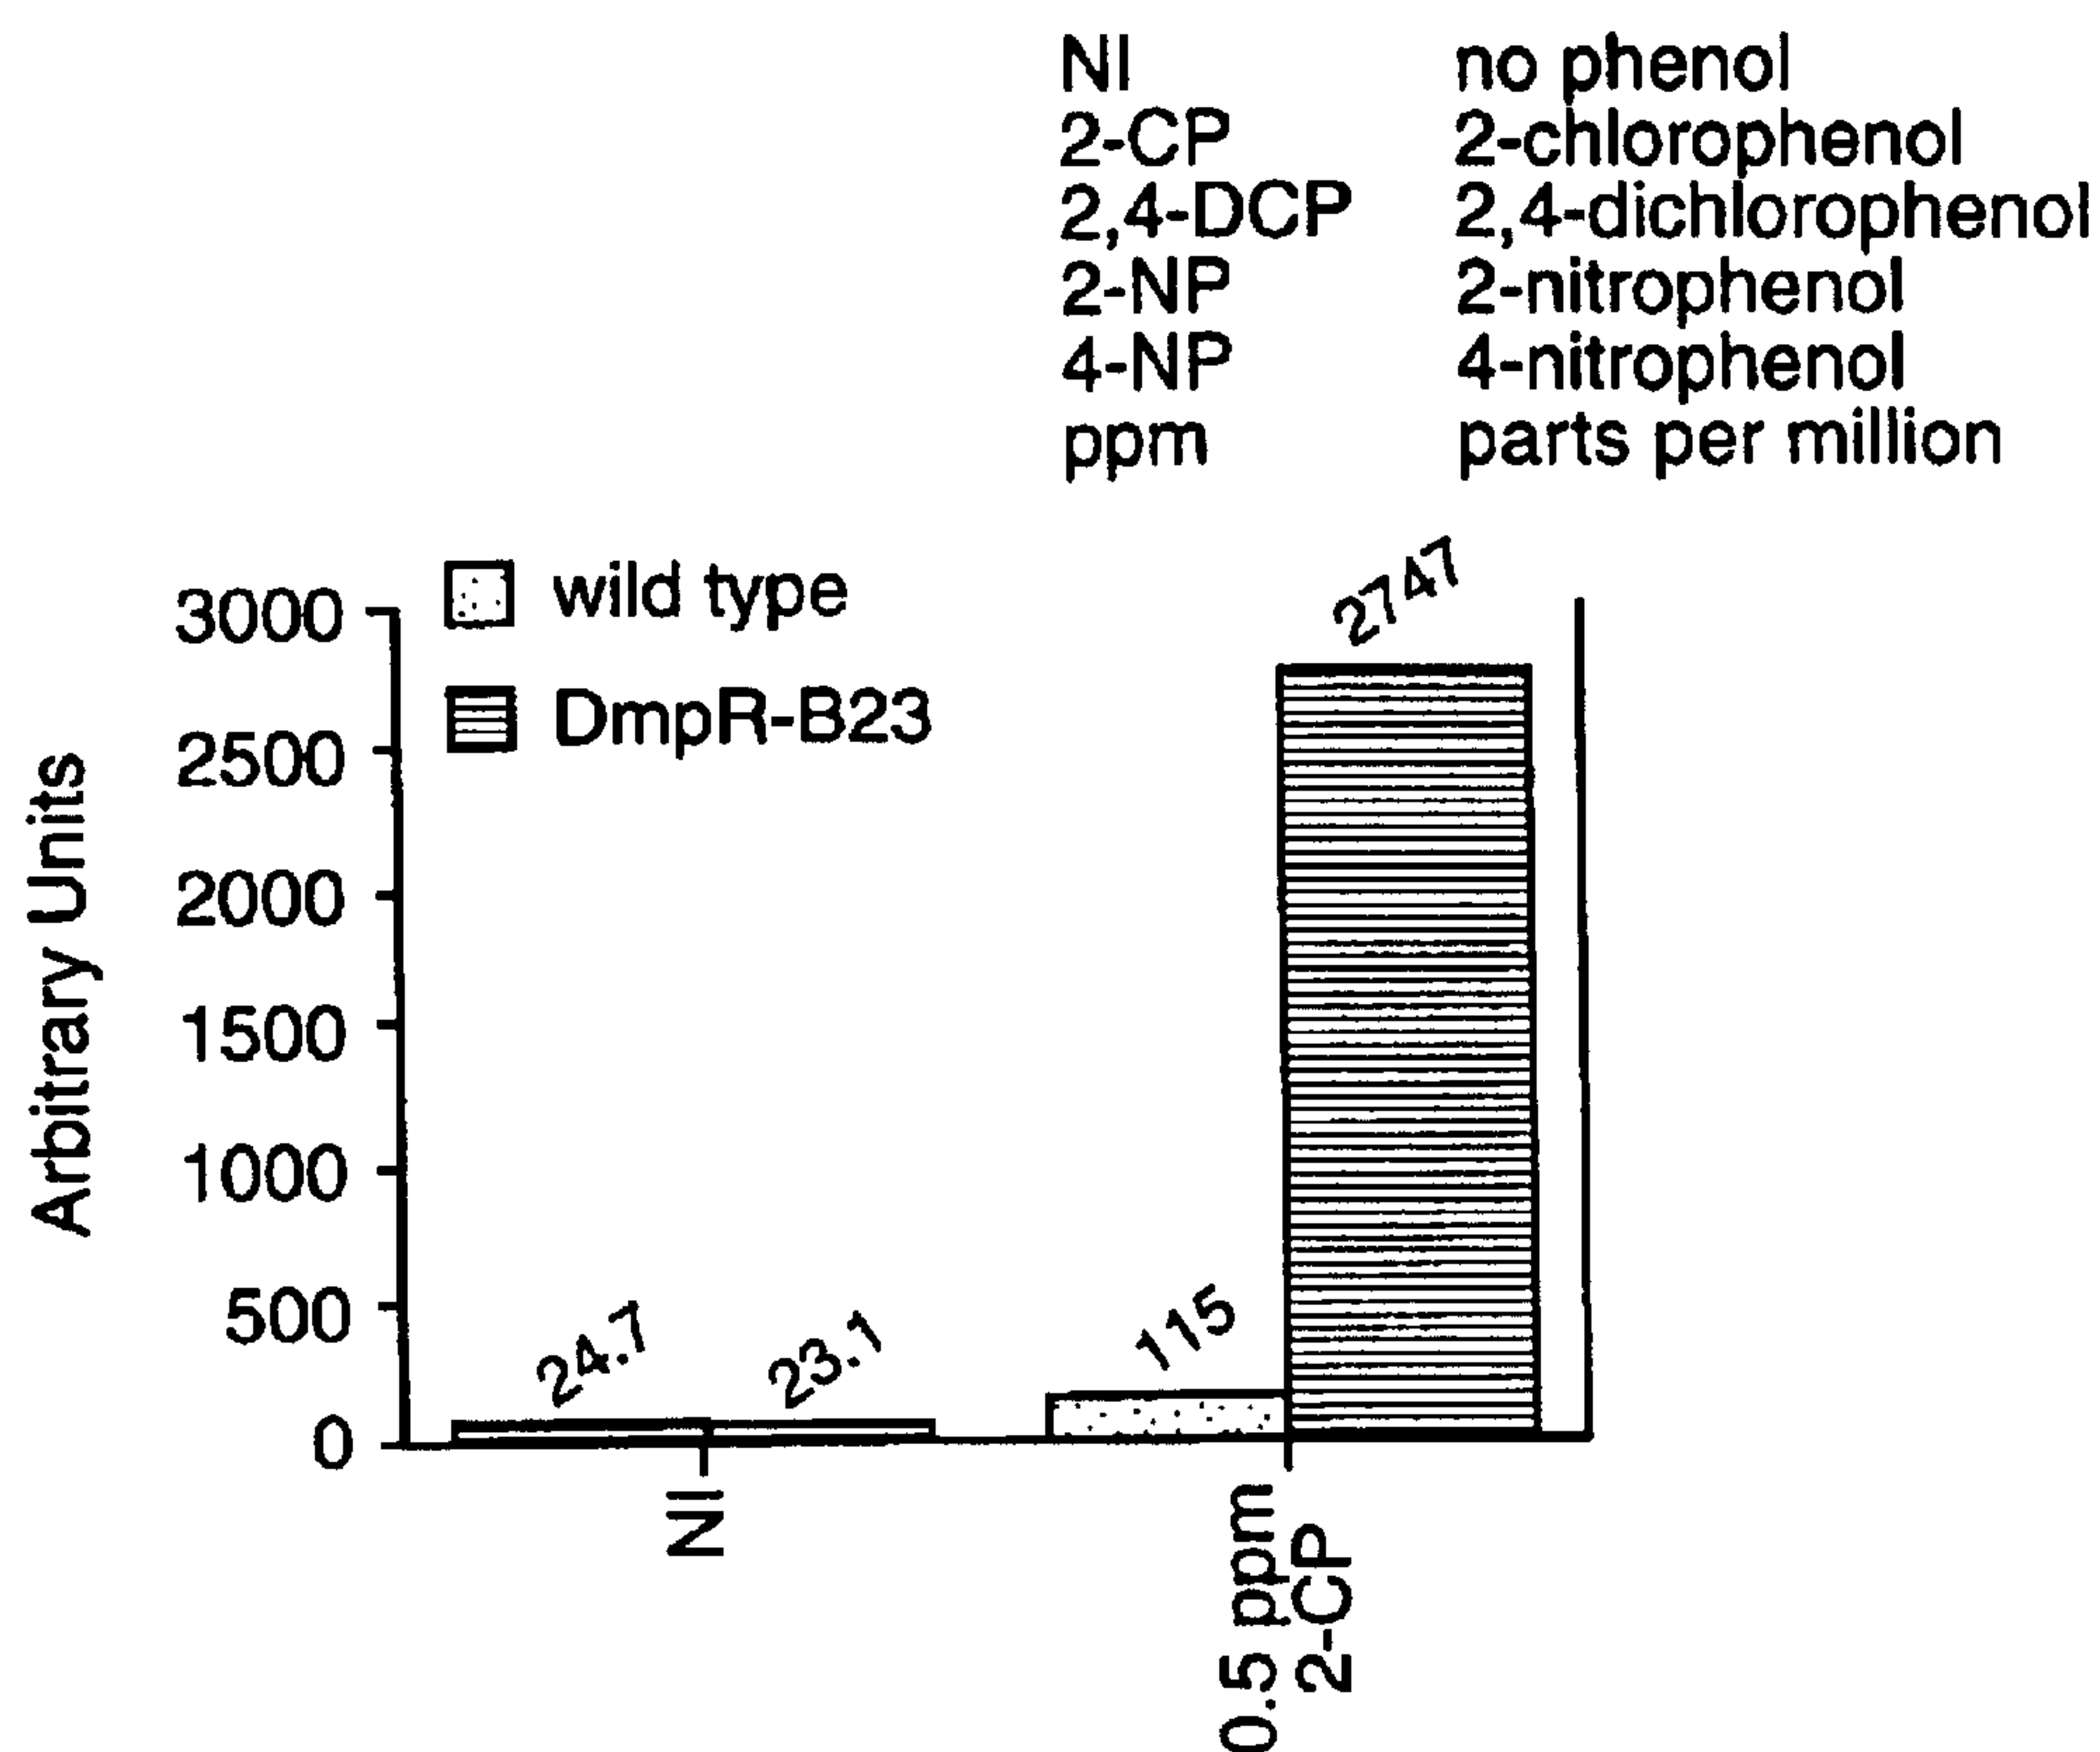 NI no phenol
2-CP 2-chlorophenol
2,4-DCP 2,4-dichlorophenol
2-NP 2-nitrophenol
4-NP 4-nitrophenol
ppm parts per million
wild type
DmpR-B23
Arbitrary Units
3000
2500
2000
1500
1000
500
0
24.7
23.1
115
2747
NI
0.5 ppm
2-CP